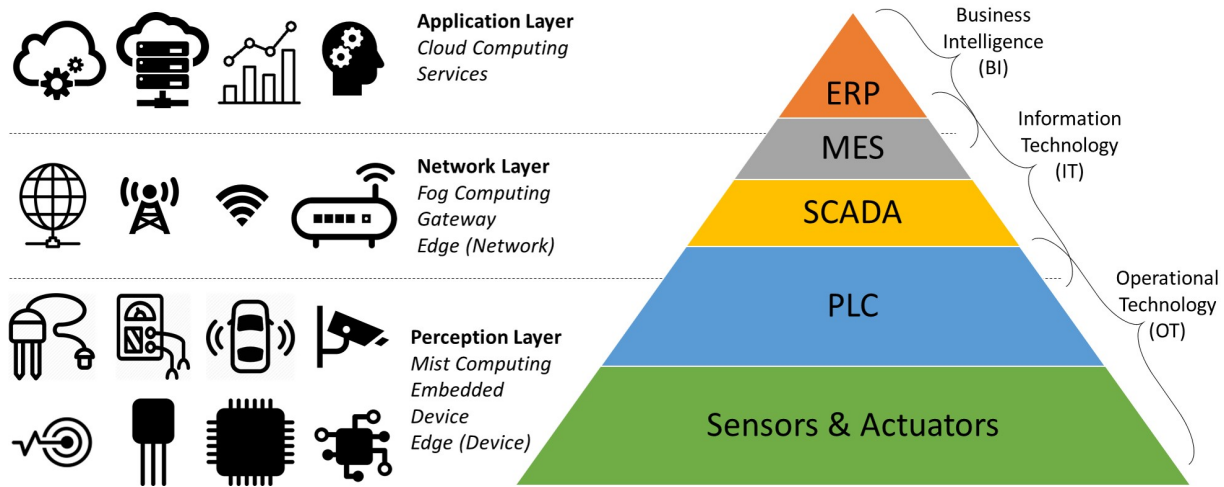 Application Layer
Cloud Computing
Services
Network Layer
Fog Computing
Gateway
Edge (Network)
Perception Layer
Mist Computing
Embedded
Device
Edge (Device)
ERP
MES
SCADA
PLC
Sensors & Actuators
Business
Intelligence
(BI)
Information
Technology
(IT)
Operational
Technology
(OT)